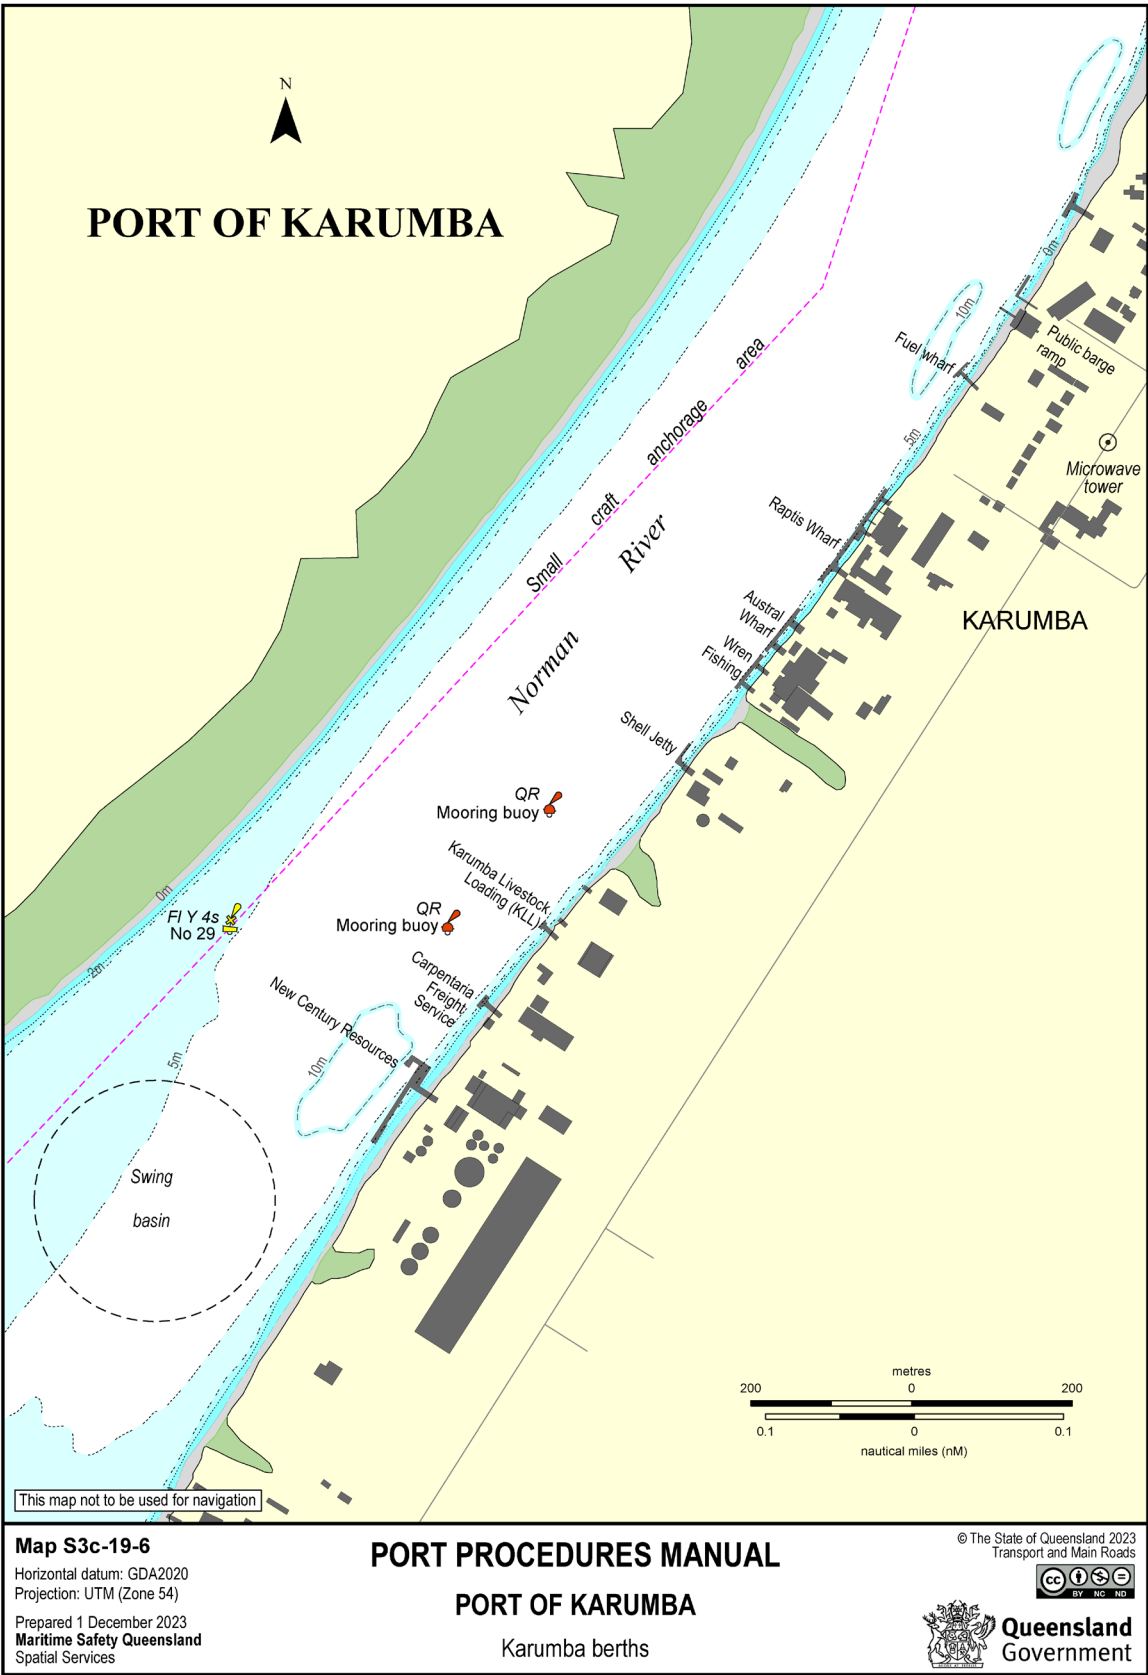 N
PORT OF KARUMBA
0m
10m
Fuel wharf
Public barge
ramp
area
anchorage
craft
Small
5m
Microwave
tower
Raptis Wharf
River
Norman
Austral
Wharf
KARUMBA
Wren
Fishing
Shell Jetty
QR
Mooring buoy
Karumba Livestock
Loading (KLL)
0m
Fl Y 4s
No 29
QR
Mooring buoy
2m
Carpentaria
Freight
Service
New Century Resources
5m
10m
Swing
basin
metres
200 0 200
0.1 0 0.1
nautical miles (nM)
This map not to be used for navigation
Map S3c-19-6
Horizontal datum: GDA2020
Projection: UTM (Zone 54)
Prepared 1 December 2023
Maritime Safety Queensland
Spatial Services
PORT PROCEDURES MANUAL
PORT OF KARUMBA
Karumba berths
© The State of Queensland 2023
Transport and Main Roads
cc
BY NC ND
Queensland
Government